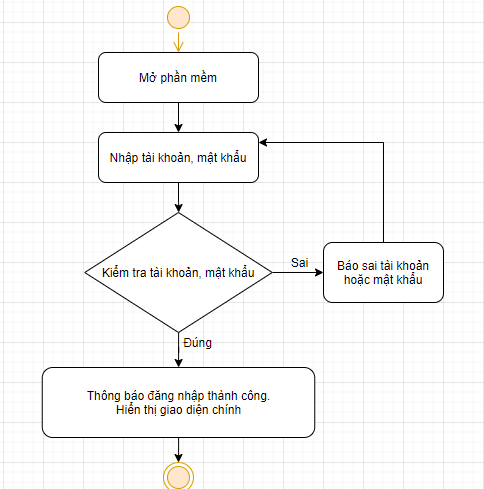 Mở phần mềm
Nhập tài khoản, mật khẩu
Kiểm tra tài khoản, mật khẩu
Sai
Báo sai tài khoản
hoặc mật khẩu
Đúng
Thông báo đăng nhập thành công.
Hiển thị giao diện chính